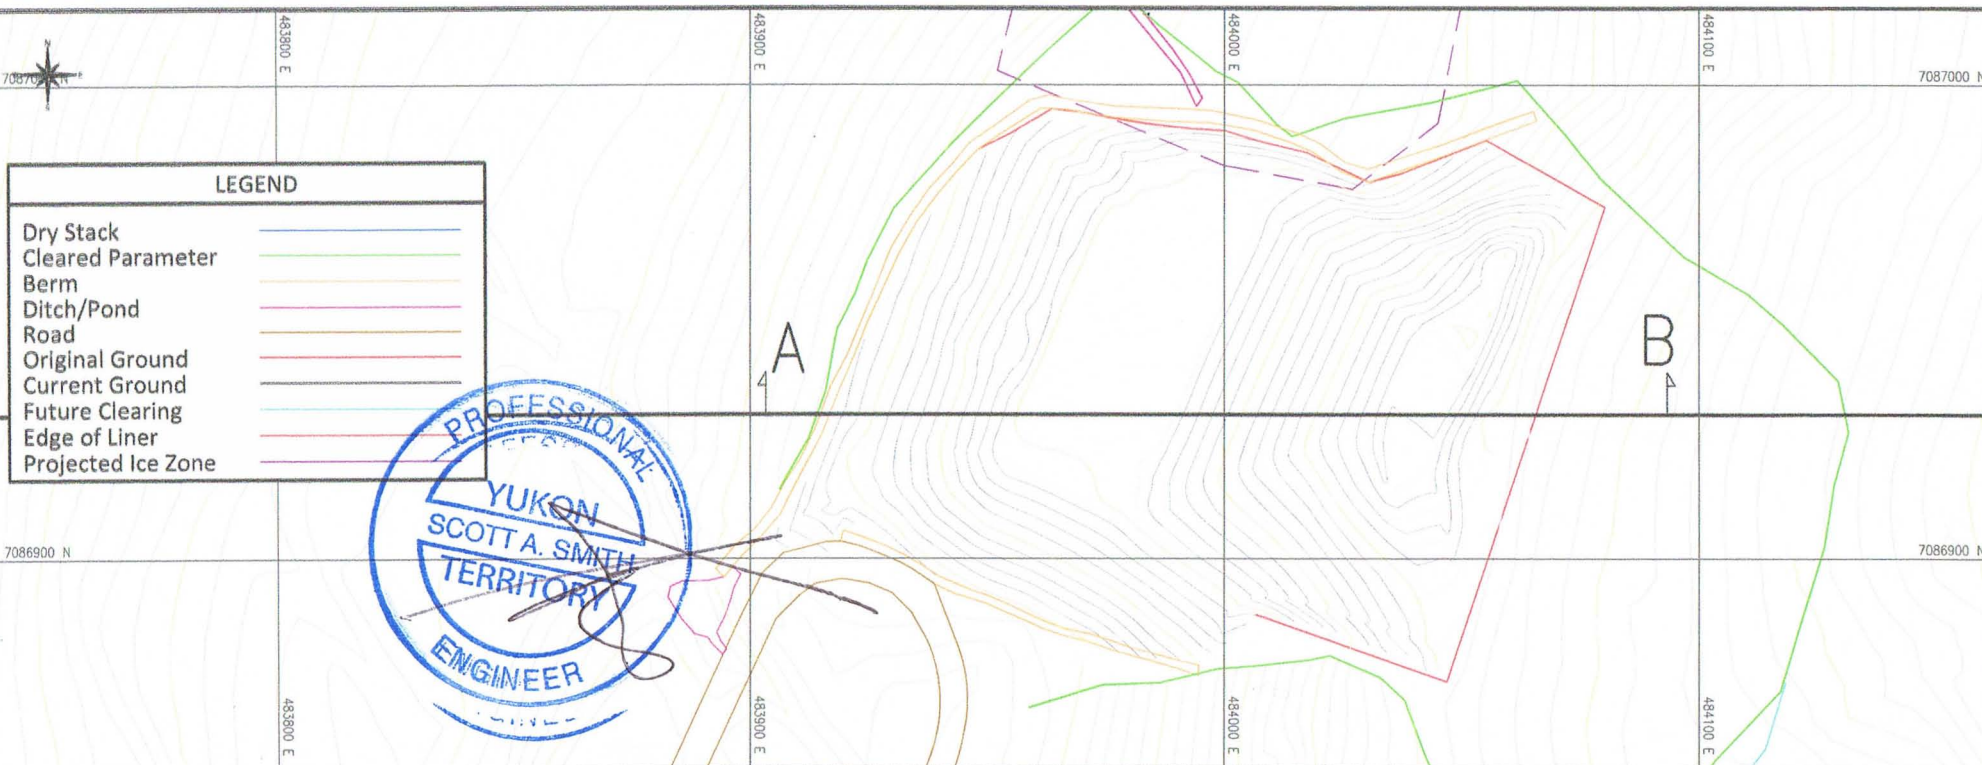 483800 E
483900 E
484000 E
484100 E
N
7087000 N
7087000 N
LEGEND
Dry Stack
Cleared Parameter
Berm
Ditch/Pond
Road
Original Ground
Current Ground
Future Clearing
Edge of Liner
Projected Ice Zone
A
B
PROFESSIONAL
YUKON
SCOTT A. SMITH
TERRITORY
ENGINEER
7086900 N
7086900 N
483800 E
483900 E
484000 E
484100 E